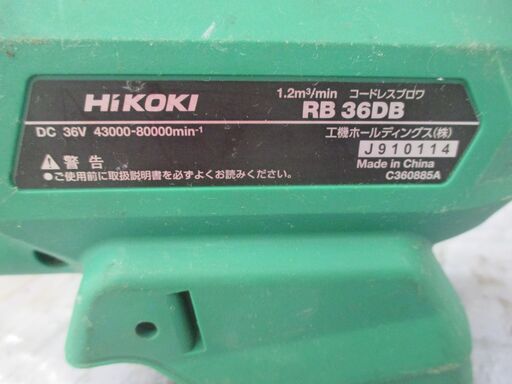 1.2m³/min コードレスブロワ
HiKOKI RB 36DB
DC 36V 43000-80000min⁻¹ 工機ホールディングス(株)
J910114
⚠ 警告 Made in China
●ご使用前に取扱説明書を必ずよくお読みください。 C360885A